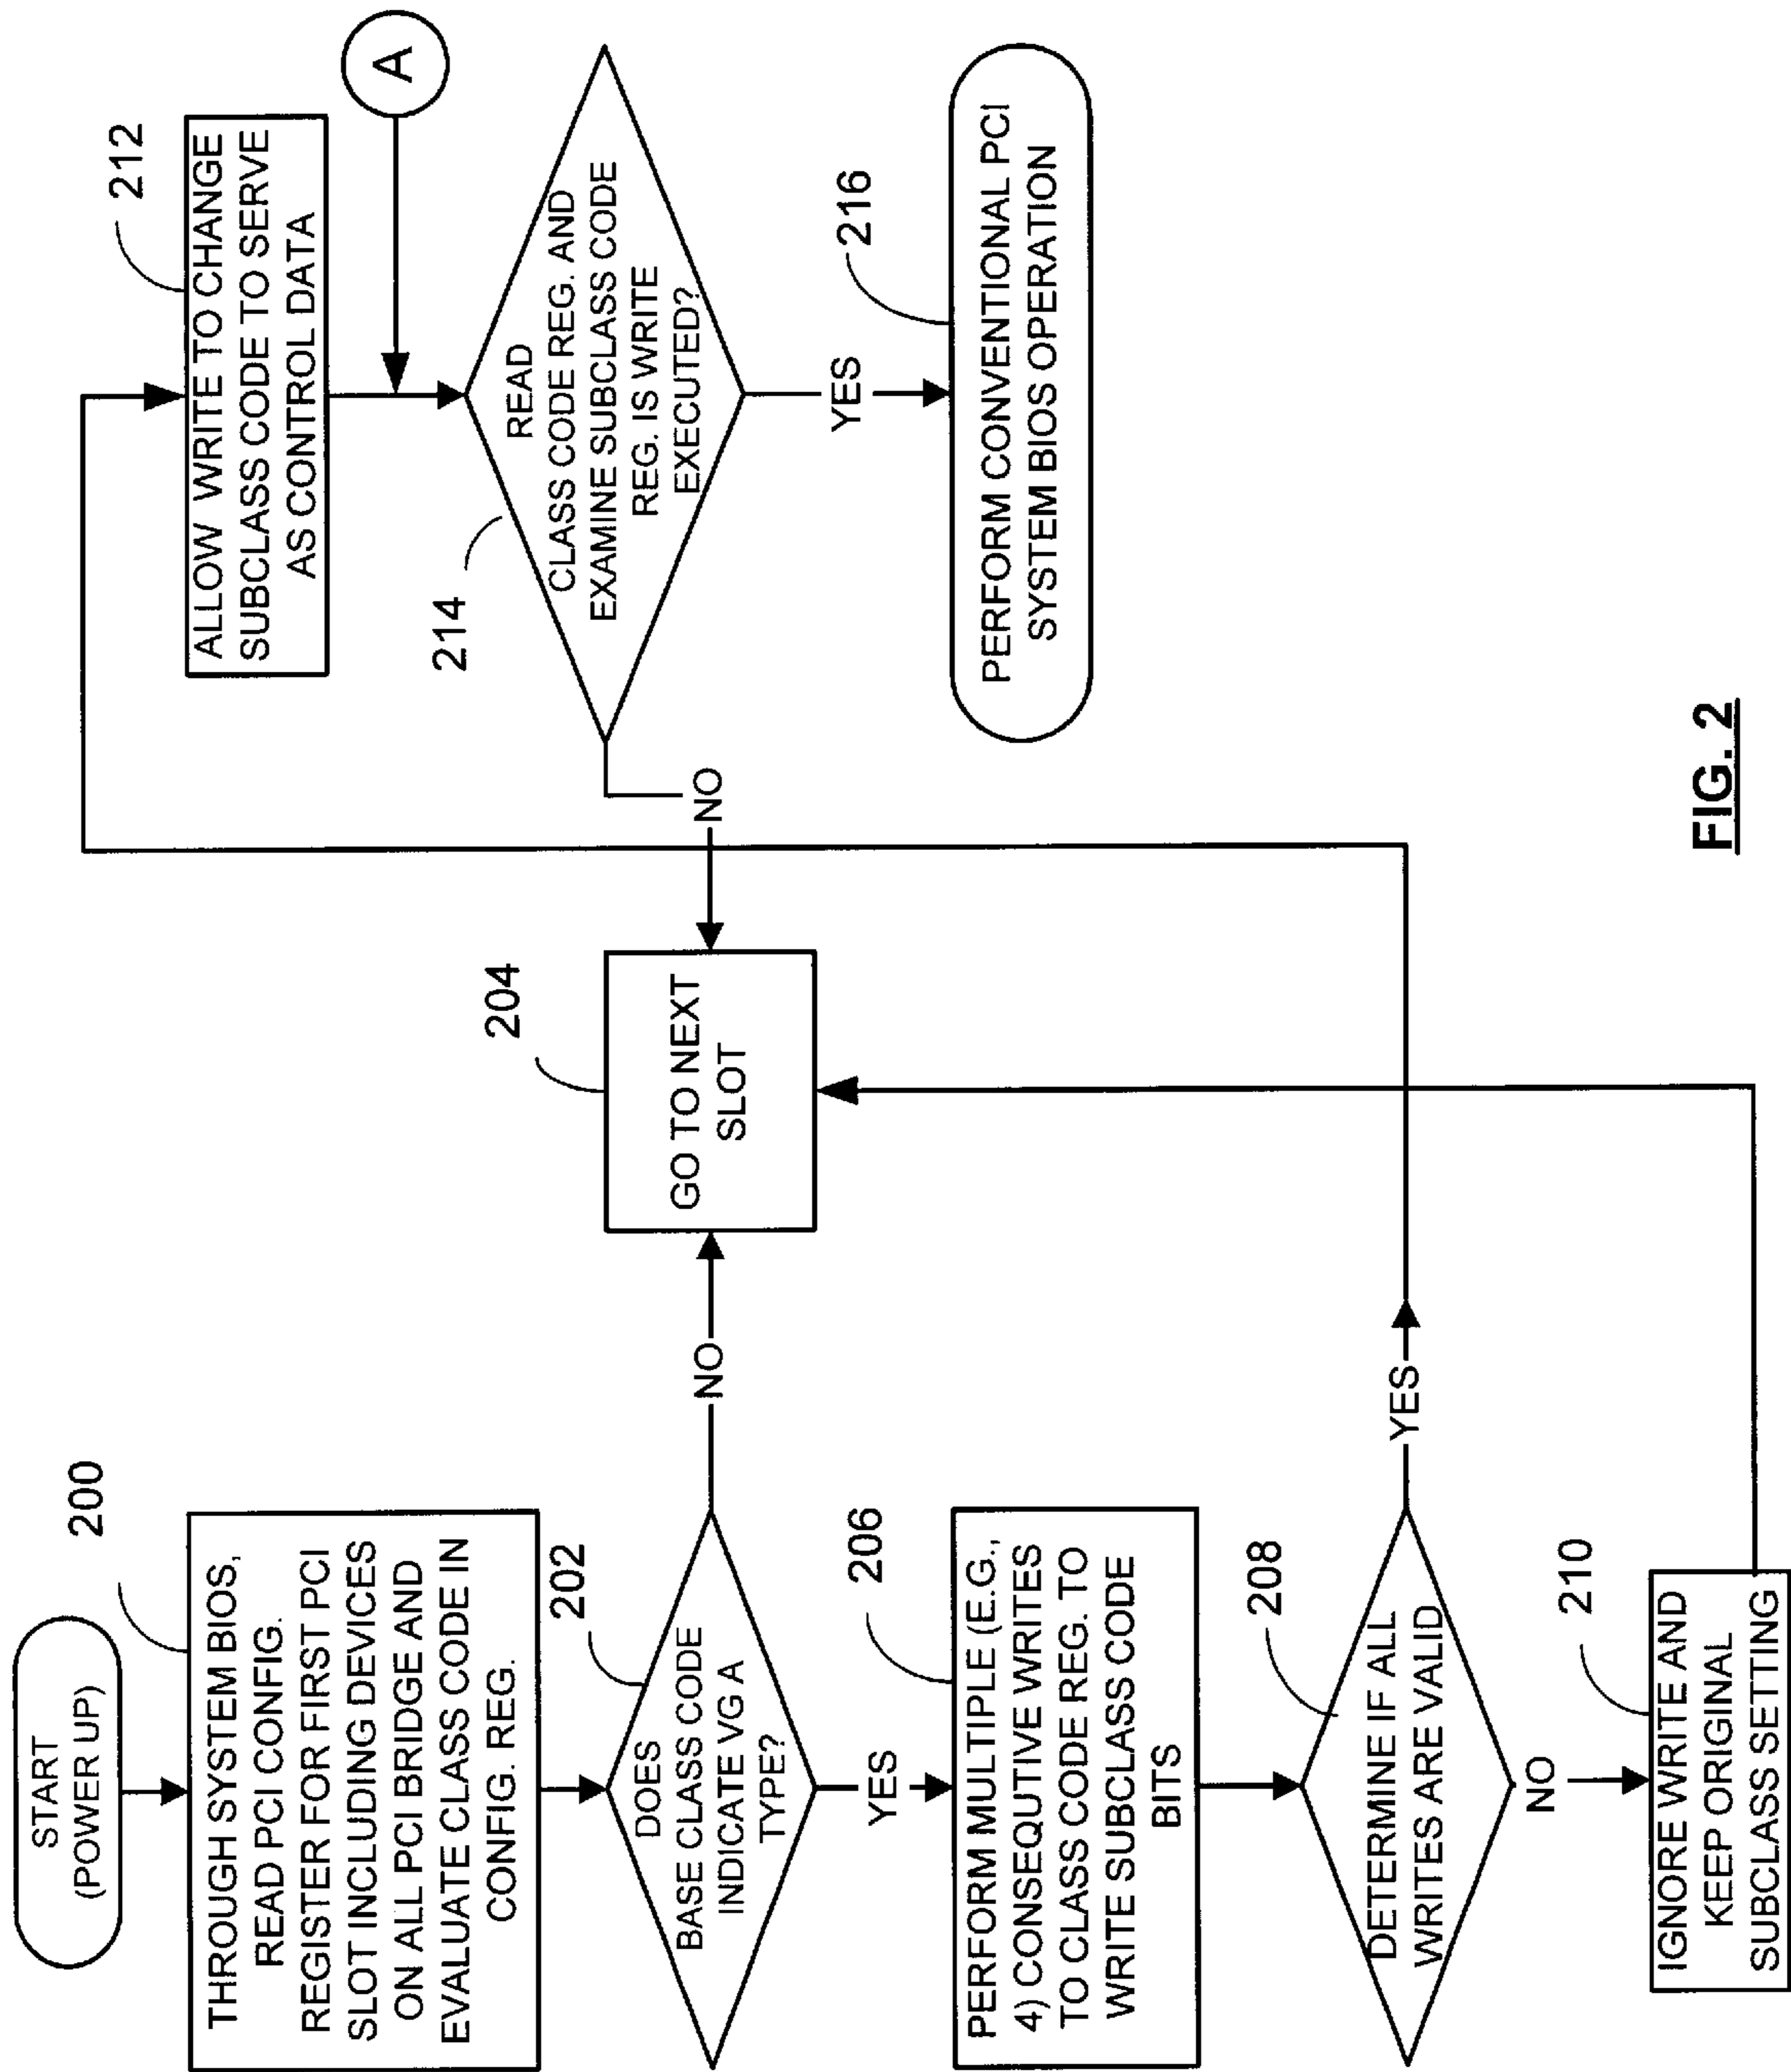 START
(POWER UP)
200
THROUGH SYSTEM BIOS,
READ PCI CONFIG.
REGISTER FOR FIRST PCI
SLOT INCLUDING DEVICES
ON ALL PCI BRIDGE AND
EVALUATE CLASS CODE IN
CONFIG. REG.
202
DOES
BASE CLASS CODE
INDICATE VG A
TYPE?
NO
YES
204
GO TO NEXT
SLOT
206
PERFORM MULTIPLE (E.G.,
4) CONSEQUTIVE WRITES
TO CLASS CODE REG. TO
WRITE SUBCLASS CODE
BITS
208
DETERMINE IF ALL
WRITES ARE VALID
YES
NO
210
IGNORE WRITE AND
KEEP ORIGINAL
SUBCLASS SETTING
212
ALLOW WRITE TO CHANGE
SUBCLASS CODE TO SERVE
AS CONTROL DATA
A
214
READ
CLASS CODE REG. AND
EXAMINE SUBCLASS CODE
REG. IS WRITE
EXECUTED?
NO
YES
216
PERFORM CONVENTIONAL PCI
SYSTEM BIOS OPERATION
FIG. 2